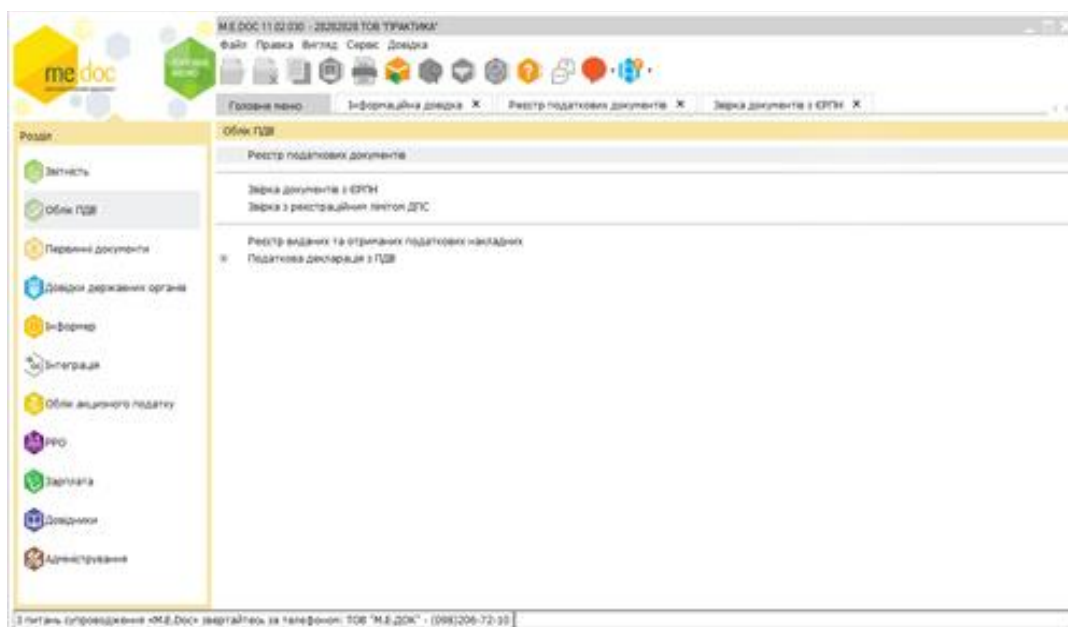 M.E.DOC 11.02.030 - 20202020 ТОВ "ПРАКТИКА"
Файл Правка Вигляд Сервіс Довідка
me doc
Головне меню
Інформаційна довідка ✕
Реєстр податкових документів ✕
Звірка документів з ЄРПН ✕
Розділ
Облік ПДВ
Реєстр податкових документів
Звірка документів з ЄРПН
Звірка з реєстраційним лімітом ДПС
Реєстр виданих та отриманих податкових накладних
Податкова декларація з ПДВ
Звітність
Облік ПДВ
Первинні документи
Довідки державних органів
Інформер
Інтеграція
Облік акцизного податку
РРО
Зарплата
Довідники
Адміністрування
З питань супроводження «M.E.Doc» звертайтесь за телефоном: ТОВ "М.Е.ДОК" - (098)206-72-10